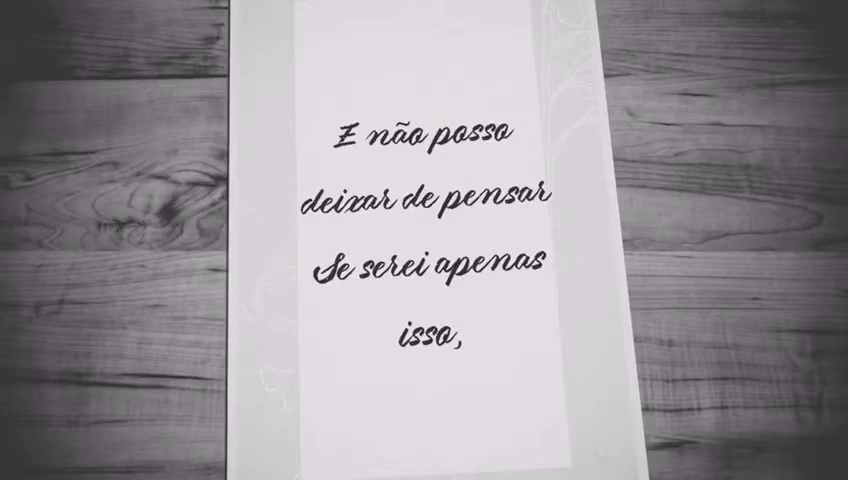 E não posso
deixar de pensar
Se serei apenas
isso,